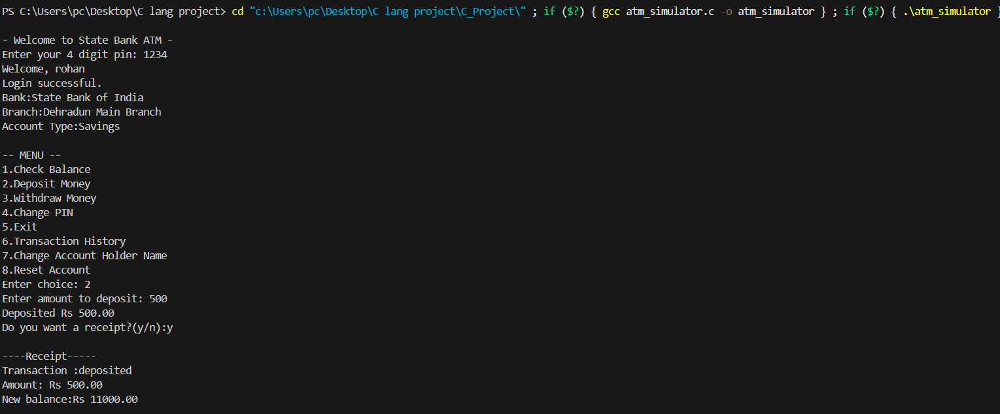 PS C:\Users\pc\Desktop\C lang project> cd "c:\Users\pc\Desktop\C lang project\C_Project\" ; if ($?) { gcc atm_simulator.c -o atm_simulator } ; if ($?) { .\atm_simulator }
- Welcome to State Bank ATM -
Enter your 4 digit pin: 1234
Welcome, rohan
Login successful.
Bank:State Bank of India
Branch:Dehradun Main Branch
Account Type:Savings
-- MENU --
1.Check Balance
2.Deposit Money
3.Withdraw Money
4.Change PIN
5.Exit
6.Transaction History
7.Change Account Holder Name
8.Reset Account
Enter choice: 2
Enter amount to deposit: 500
Deposited Rs 500.00
Do you want a receipt?(y/n):y
----Receipt-----
Transaction :deposited
Amount: Rs 500.00
New balance:Rs 11000.00